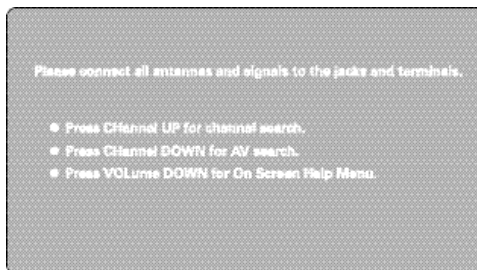 Please connect all antennas and signals to the jacks and terminals.
● Press CHannel UP for channel search.
● Press CHannel DOWN for AV search.
● Press VOLume DOWN for On Screen Help Menu.